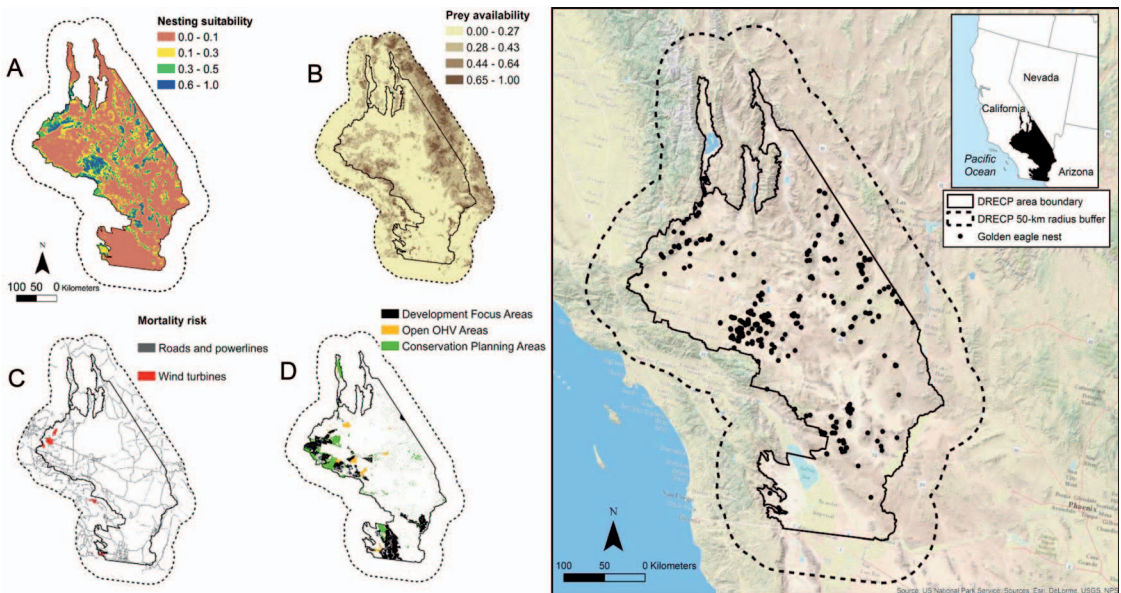 Nesting suitability
0.0 - 0.1
0.1 - 0.3
0.3 - 0.5
0.6 - 1.0
A
Prey availability
0.00 - 0.27
0.28 - 0.43
0.44 - 0.64
0.65 - 1.00
B
N
100 50 0 Kilometers
Mortality risk
Roads and powerlines
Wind turbines
C
Development Focus Areas
Open OHV Areas
Conservation Planning Areas
D
Nevada
California
Pacific
Ocean
Arizona
DRECP area boundary
DRECP 50-km radius buffer
Golden eagle nest
Phoenix
N
100 50 0 Kilometers
Source: US National Park Service; Sources: Esri, DeLorme, USGS, NPS